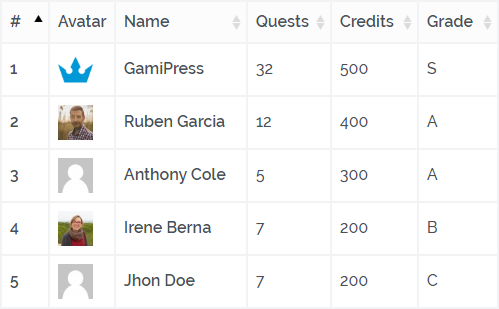 # Avatar Name Quests Credits Grade
1 GamiPress 32 500 S
2 Ruben Garcia 12 400 A
3 Anthony Cole 5 300 A
4 Irene Berna 7 200 B
5 Jhon Doe 7 200 C